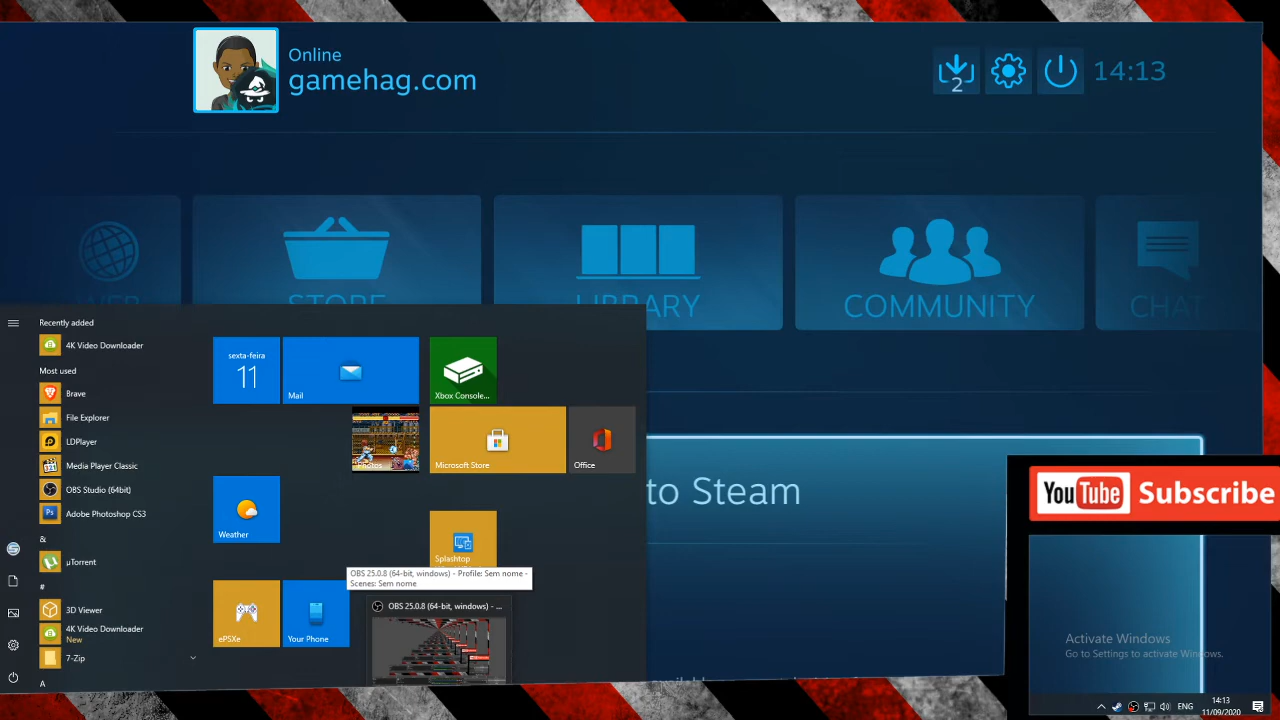 Online
gamehag.com
2
14:13
WEB
STORE
LIBRARY
COMMUNITY
CHAT
Recently added
4K Video Downloader
Most used
Brave
File Explorer
LDPlayer
Media Player Classic
OBS Studio (64bit)
Adobe Photoshop CS3
&
µTorrent
#
3D Viewer
4K Video Downloader
New
7-Zip
A
sexta-feira
11
Mail
Xbox Console...
Photos
Microsoft Store
Office
Weather
Splashtop
OBS 25.0.8 (64-bit, windows) - Profile: Sem nome -
Scenes: Sem nome
OBS 25.0.8 (64-bit, windows) - ...
ePSXe
Your Phone
to Steam
YouTube Subscribe
Activate Windows
Go to Settings to activate Windows.
ENG
14:13
11/09/2020